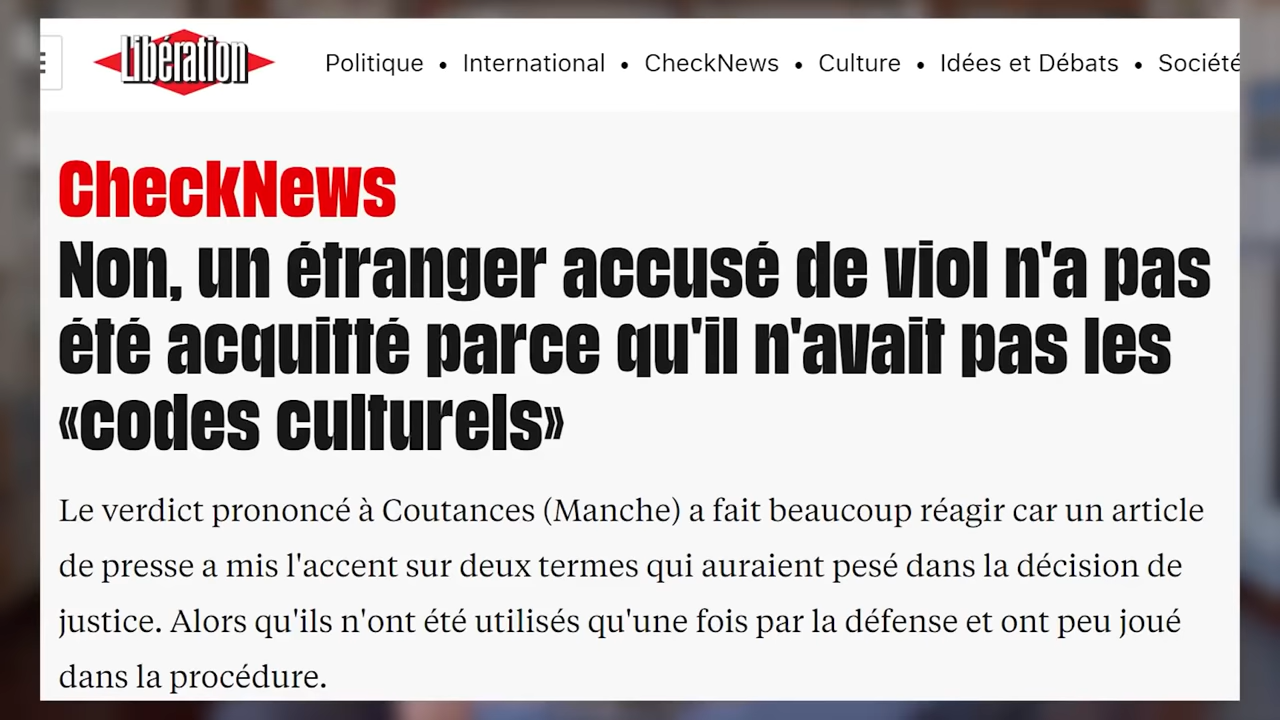 Libération
Politique • International • CheckNews • Culture • Idées et Débats • Société
CheckNews
Non, un étranger accusé de viol n'a pas
été acquitté parce qu'il n'avait pas les
«codes culturels»
Le verdict prononcé à Coutances (Manche) a fait beaucoup réagir car un article
de presse a mis l'accent sur deux termes qui auraient pesé dans la décision de
justice. Alors qu'ils n'ont été utilisés qu'une fois par la défense et ont peu joué
dans la procédure.